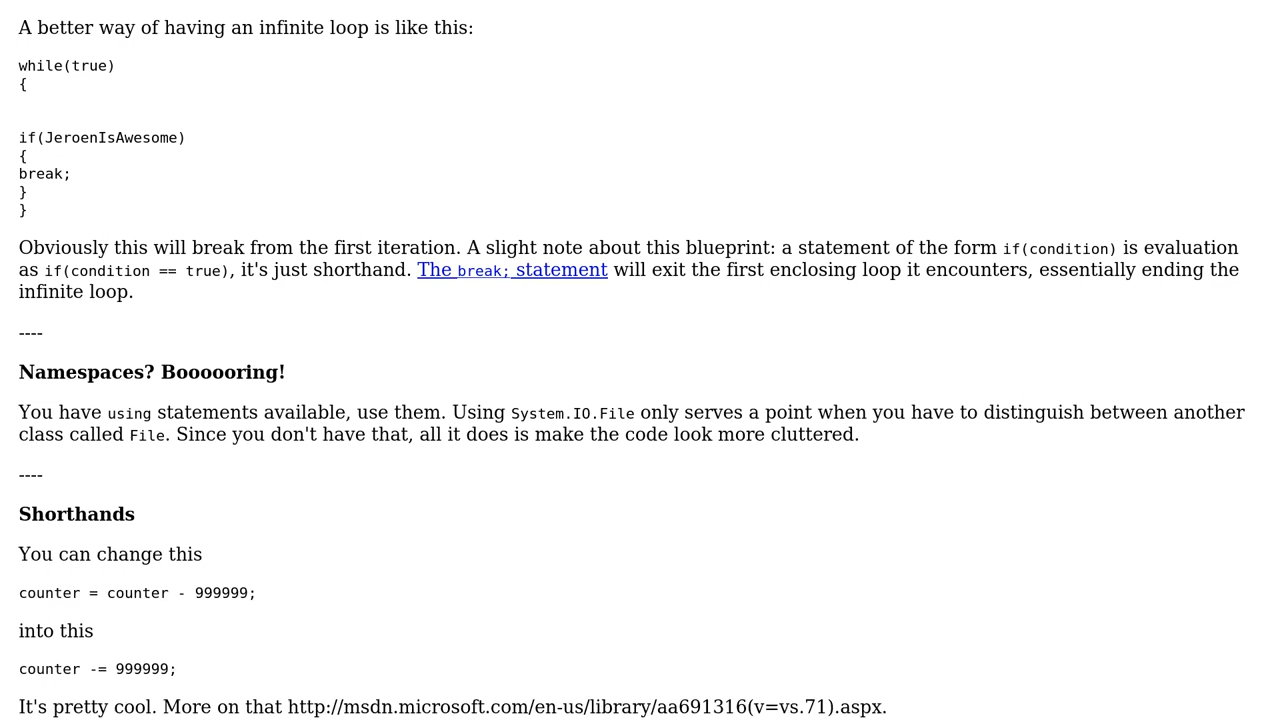 A better way of having an infinite loop is like this:
while(true)
{
if(JeroenIsAwesome)
{
break;
}
}
Obviously this will break from the first iteration. A slight note about this blueprint: a statement of the form if(condition) is evaluation
as if(condition == true), it's just shorthand. The break; statement will exit the first enclosing loop it encounters, essentially ending the
infinite loop.
----
Namespaces? Boooooring!
You have using statements available, use them. Using System.IO.File only serves a point when you have to distinguish between another
class called File. Since you don't have that, all it does is make the code look more cluttered.
----
Shorthands
You can change this
counter = counter - 999999;
into this
counter -= 999999;
It's pretty cool. More on that http://msdn.microsoft.com/en-us/library/aa691316(v=vs.71).aspx.